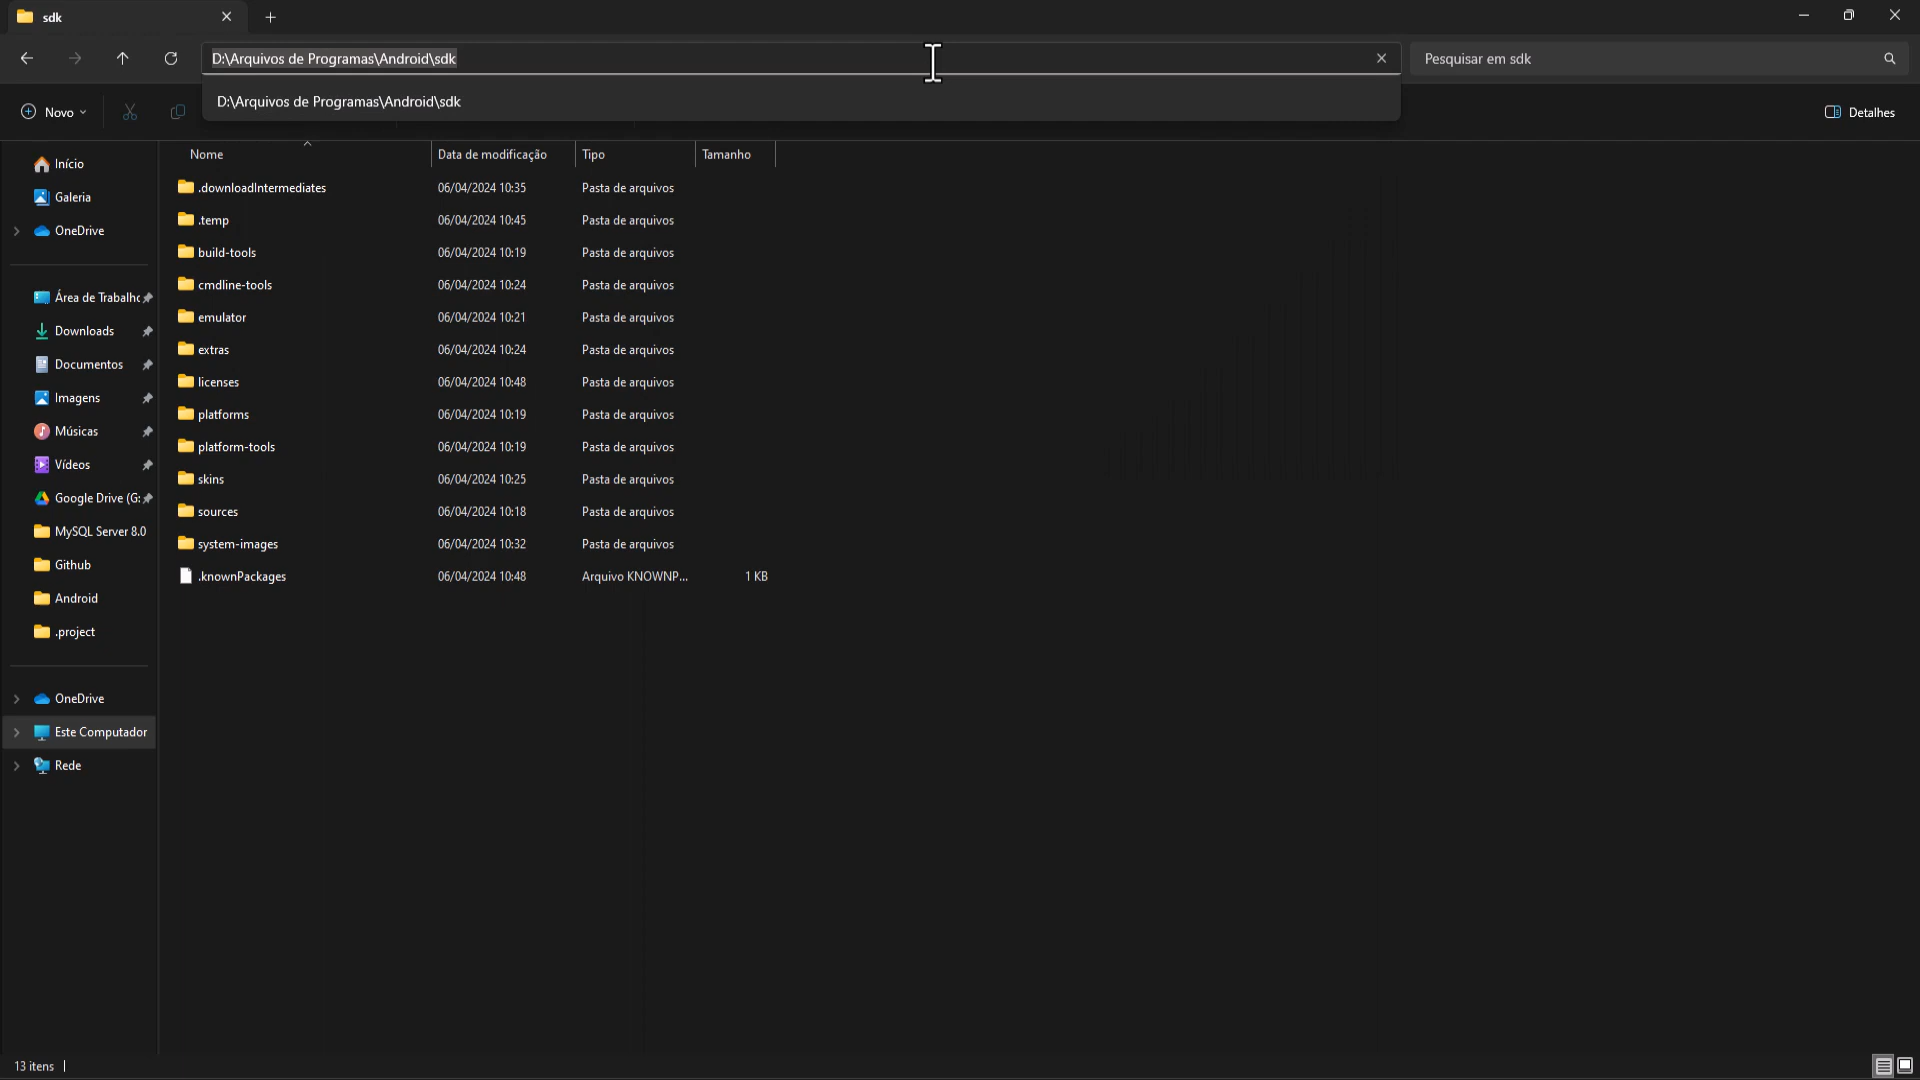 sdk
D:\Arquivos de Programas\Android\sdk
Pesquisar em sdk
D:\Arquivos de Programas\Android\sdk
Novo
Detalhes
Nome Data de modificação Tipo Tamanho
.downloadIntermediates 06/04/2024 10:35 Pasta de arquivos
.temp 06/04/2024 10:45 Pasta de arquivos
build-tools 06/04/2024 10:19 Pasta de arquivos
cmdline-tools 06/04/2024 10:24 Pasta de arquivos
emulator 06/04/2024 10:21 Pasta de arquivos
extras 06/04/2024 10:24 Pasta de arquivos
licenses 06/04/2024 10:48 Pasta de arquivos
platforms 06/04/2024 10:19 Pasta de arquivos
platform-tools 06/04/2024 10:19 Pasta de arquivos
skins 06/04/2024 10:25 Pasta de arquivos
sources 06/04/2024 10:18 Pasta de arquivos
system-images 06/04/2024 10:32 Pasta de arquivos
.knownPackages 06/04/2024 10:48 Arquivo KNOWNP... 1 KB
Início
Galeria
OneDrive
Área de Trabalho
Downloads
Documentos
Imagens
Músicas
Vídeos
Google Drive (G:
MySQL Server 8.0
Github
Android
.project
OneDrive
Este Computador
Rede
13 itens